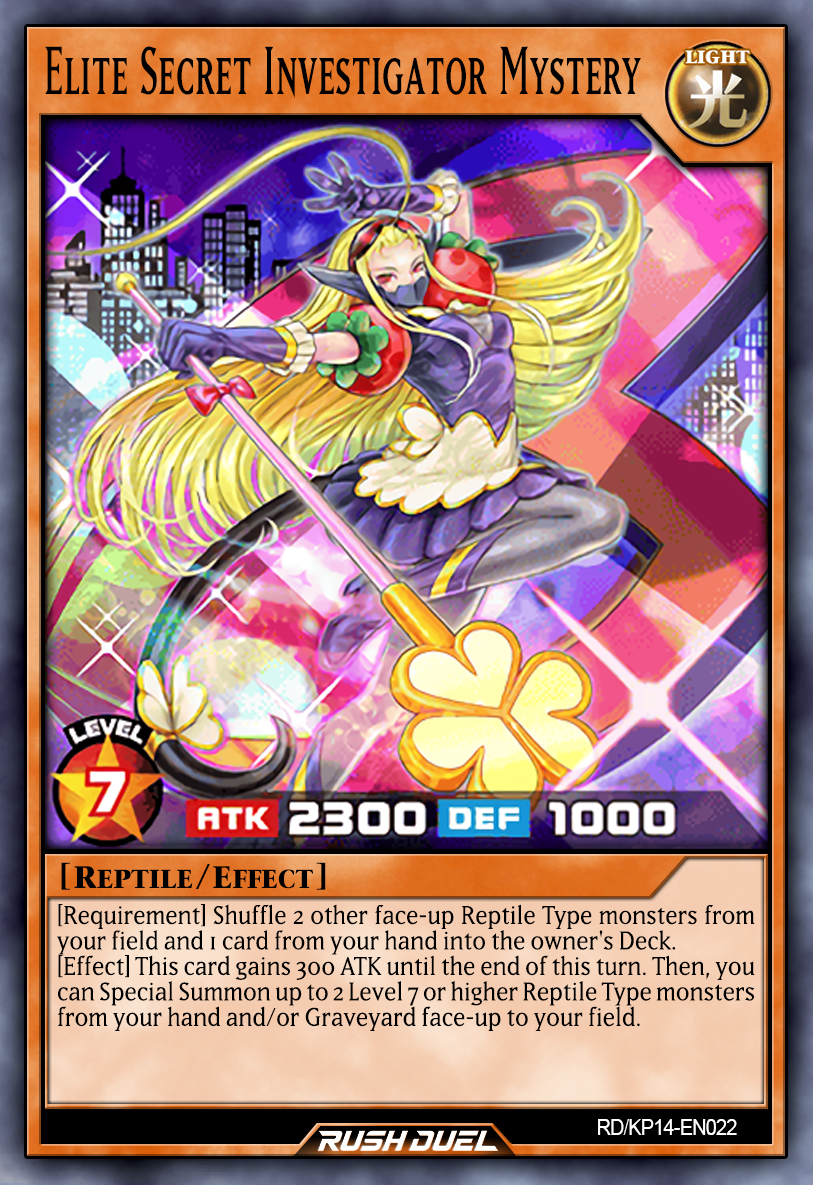 Elite Secret Investigator Mystery
LIGHT
光
LEVEL
7
ATK 2300 DEF 1000
[Reptile/Effect]
[Requirement] Shuffle 2 other face-up Reptile Type monsters from
your field and 1 card from your hand into the owner's Deck.
[Effect] This card gains 300 ATK until the end of this turn. Then, you
can Special Summon up to 2 Level 7 or higher Reptile Type monsters
from your hand and/or Graveyard face-up to your field.
RUSH DUEL
RD/KP14-EN022